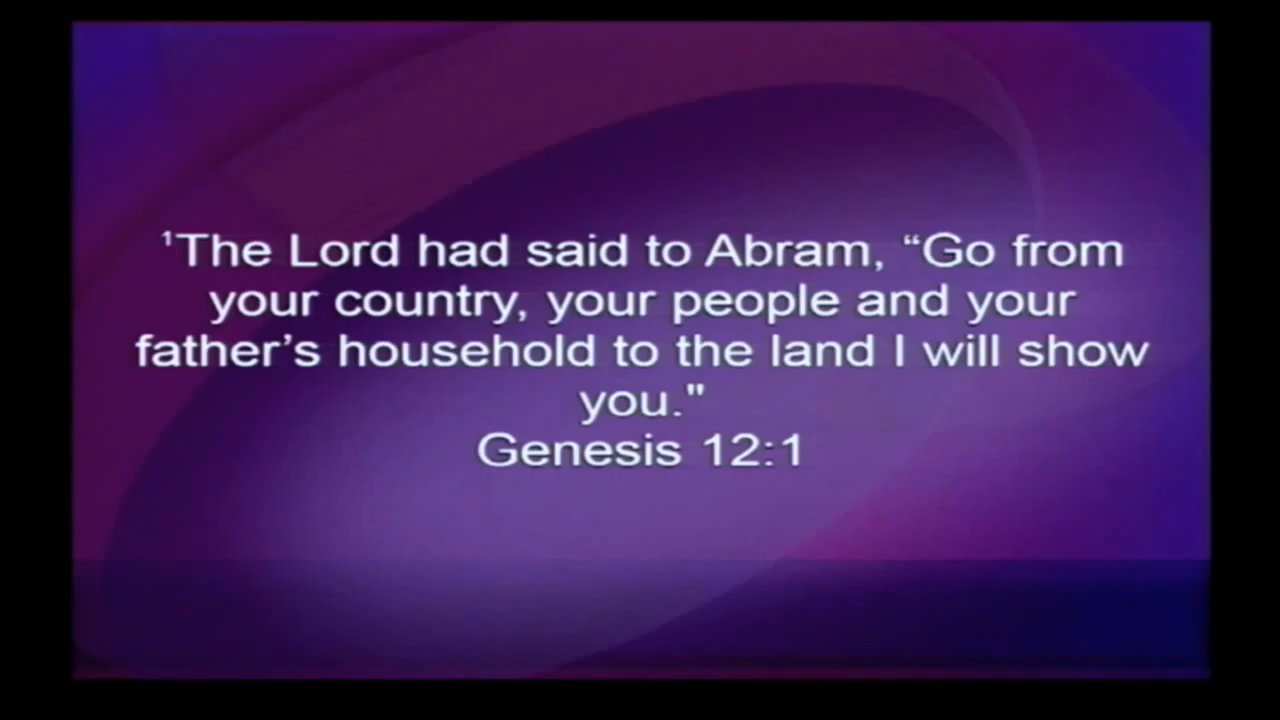 ¹The Lord had said to Abram, “Go from
your country, your people and your
father’s household to the land I will show
you."
Genesis 12:1